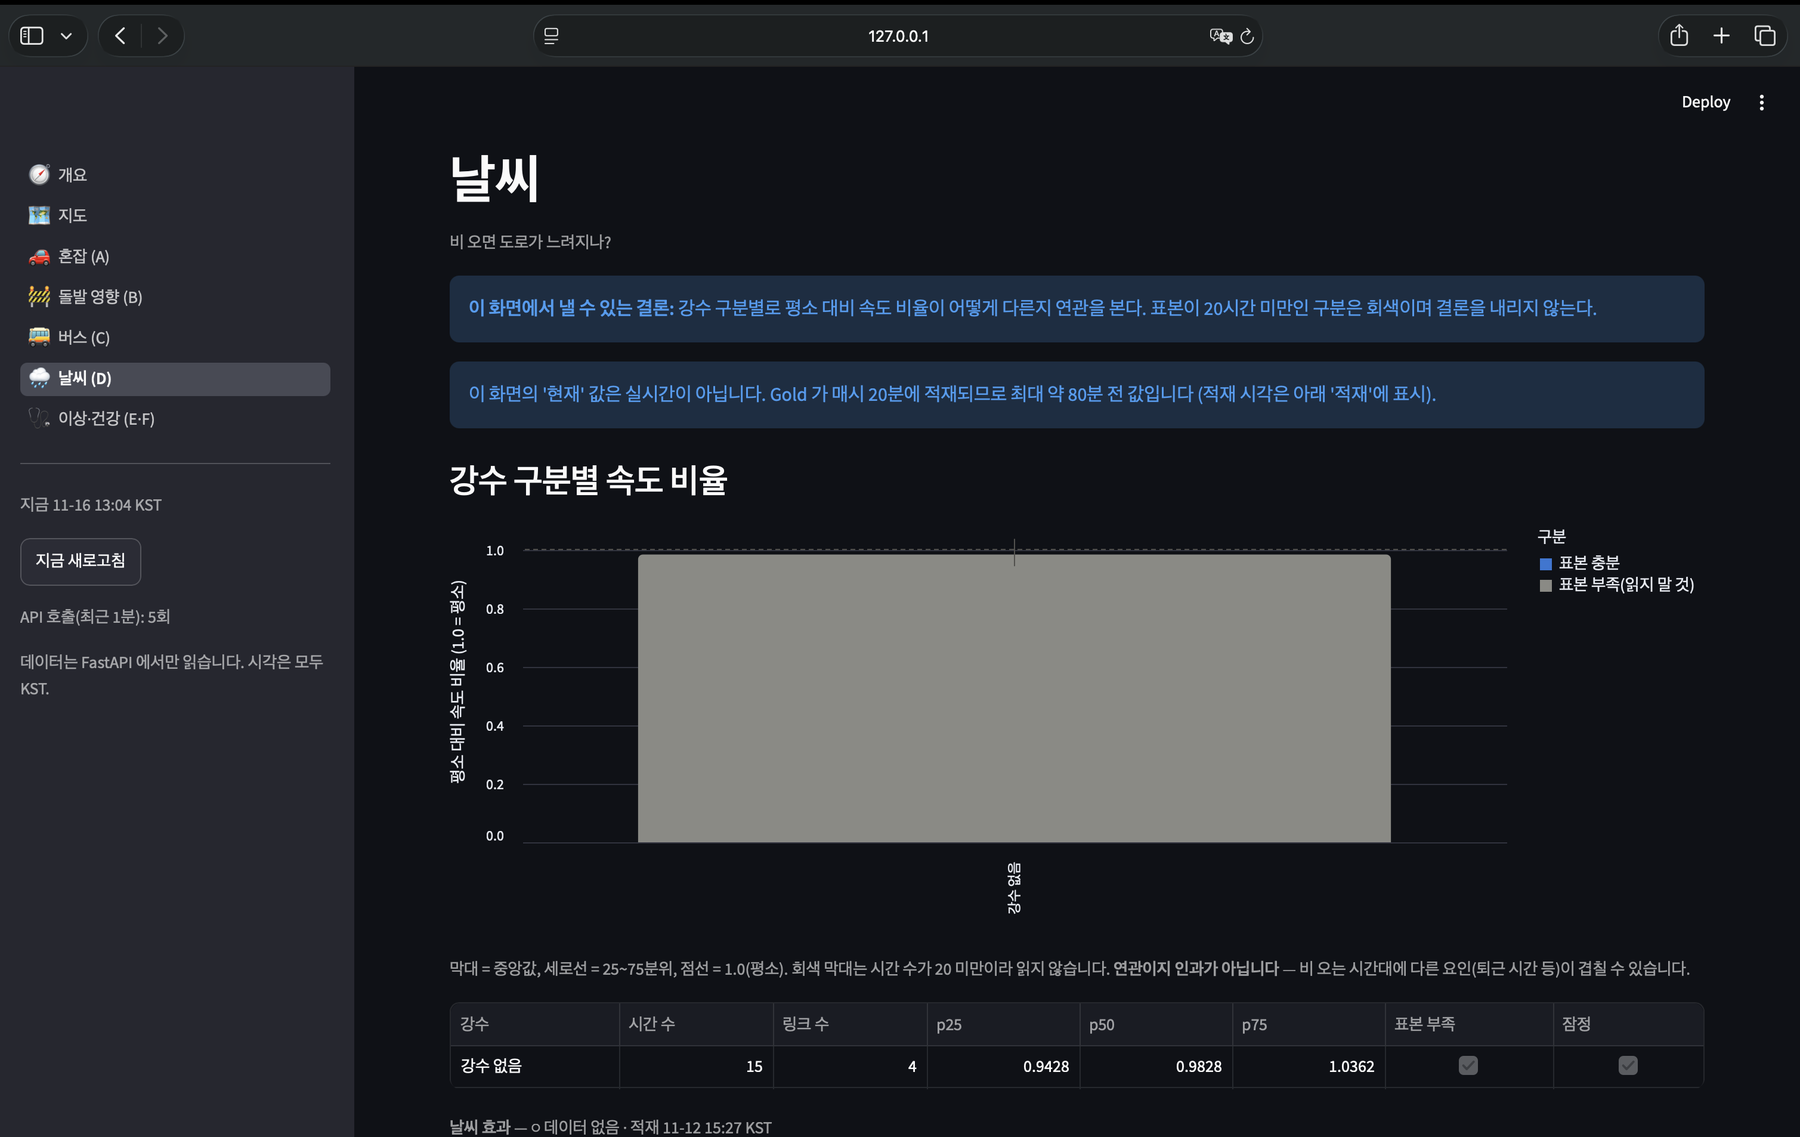 127.0.0.1
Deploy
개요
지도
혼잡 (A)
돌발 영향 (B)
버스 (C)
날씨 (D)
이상·건강 (E·F)
지금 11-16 13:04 KST
지금 새로고침
API 호출(최근 1분): 5회
데이터는 FastAPI 에서만 읽습니다. 시각은 모두
KST.
날씨
비 오면 도로가 느려지나?
이 화면에서 낼 수 있는 결론: 강수 구분별로 평소 대비 속도 비율이 어떻게 다른지 연관을 본다. 표본이 20시간 미만인 구분은 회색이며 결론을 내리지 않는다.
이 화면의 '현재' 값은 실시간이 아닙니다. Gold 가 매시 20분에 적재되므로 최대 약 80분 전 값입니다 (적재 시각은 아래 '적재'에 표시).
강수 구분별 속도 비율
평소 대비 속도 비율 (1.0 = 평소)
1.0
0.8
0.6
0.4
0.2
0.0
강수 없음
구분
표본 충분
표본 부족(읽지 말 것)
막대 = 중앙값, 세로선 = 25~75분위, 점선 = 1.0(평소). 회색 막대는 시간 수가 20 미만이라 읽지 않습니다. 연관이지 인과가 아닙니다 — 비 오는 시간대에 다른 요인(퇴근 시간 등)이 겹칠 수 있습니다.
강수 시간 수 링크 수 p25 p50 p75 표본 부족 잠정
강수 없음 15 4 0.9428 0.9828 1.0362
날씨 효과 — ○ 데이터 없음 · 적재 11-12 15:27 KST